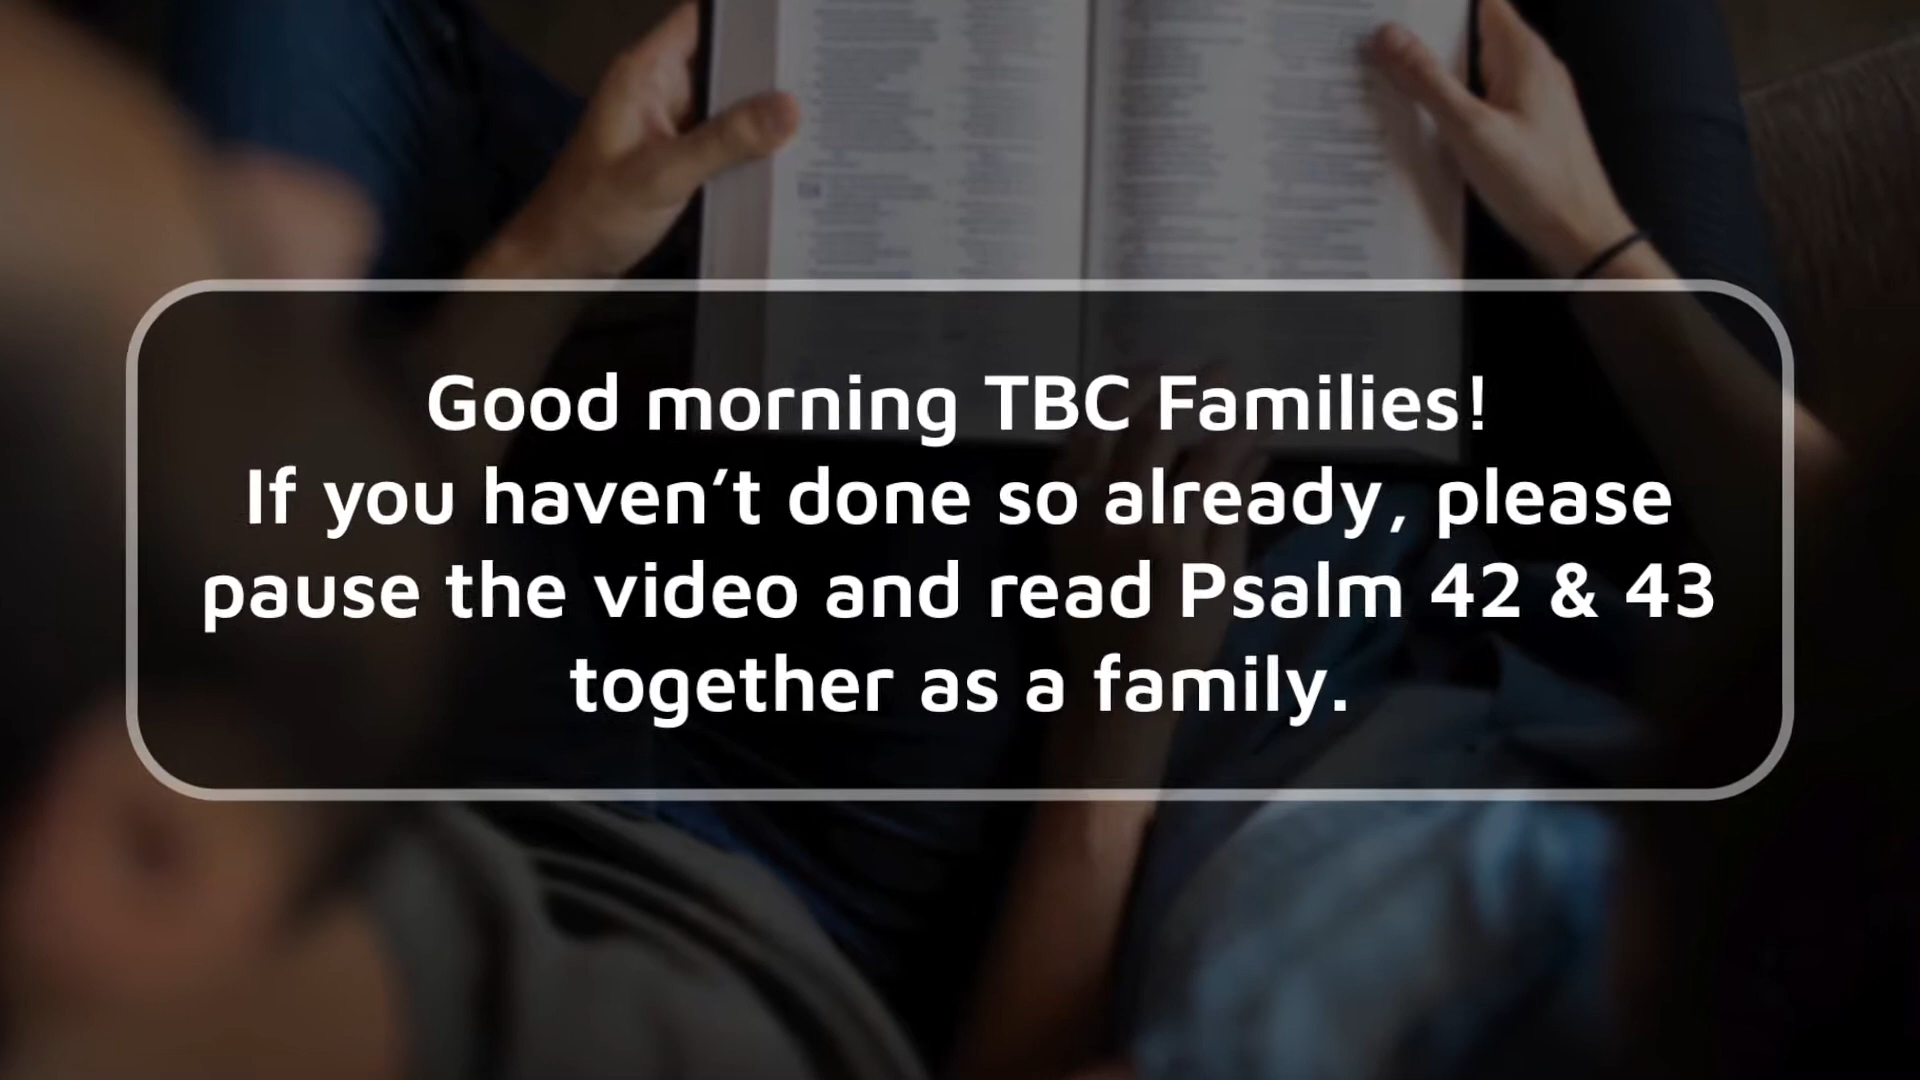 Good morning TBC Families!
If you haven’t done so already, please
pause the video and read Psalm 42 & 43
together as a family.